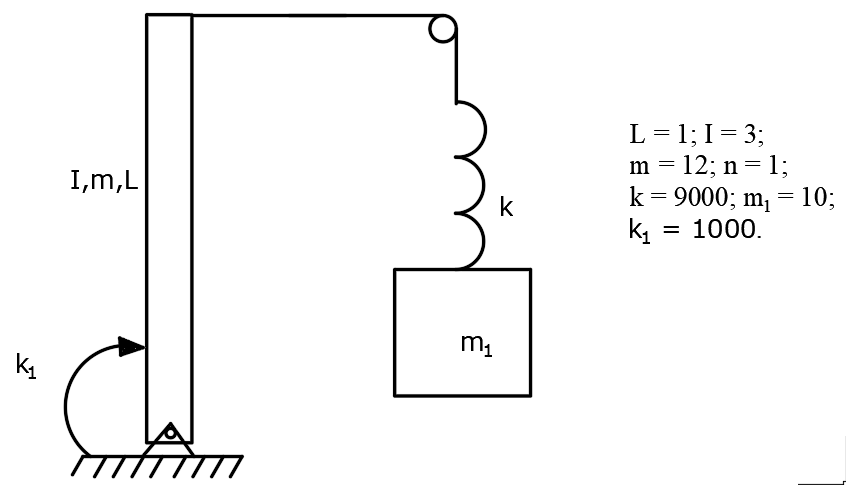 L = 1; I = 3;
I,m,L
m = 12; n = 1;
k
k = 9000; m₁ = 10;
k₁ = 1000.
m₁
k₁